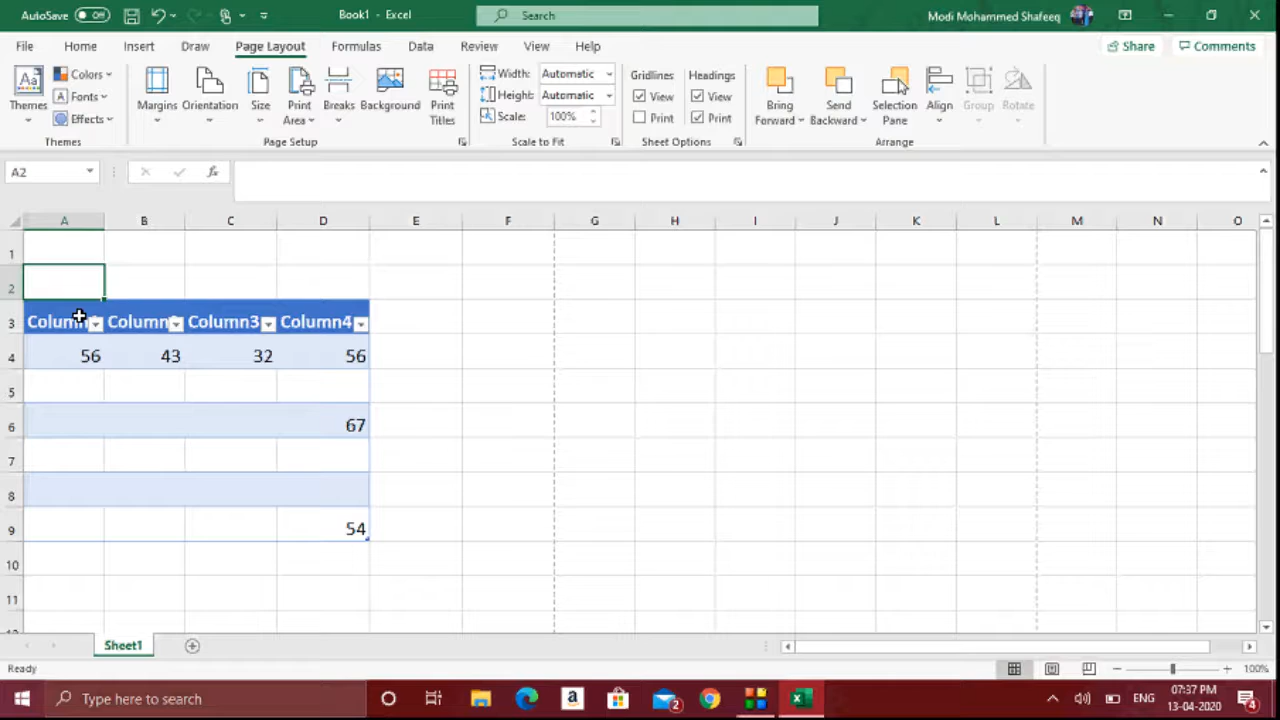 AutoSave Off Book1 - Excel Search Modi Mohammed Shafeeq
File Home Insert Draw Page Layout Formulas Data Review View Help Share Comments
Themes Colors Fonts Effects
Margins Orientation Size Print Area Breaks Background Print Titles
Width: Automatic
Height: Automatic
Scale: 100%
Gridlines Headings
View View
Print Print
Bring Forward Send Backward Selection Pane Align Group Rotate
Themes Page Setup Scale to Fit Sheet Options Arrange
A2 fx
A B C D E F G H I J K L M N O
1
2
3 Column Column Column3 Column4
4 56 43 32 56
5
6 67
7
8
9 54
10
11
Sheet1
Ready 100%
Type here to search a 2 ENG 07:37 PM
13-04-2020 4